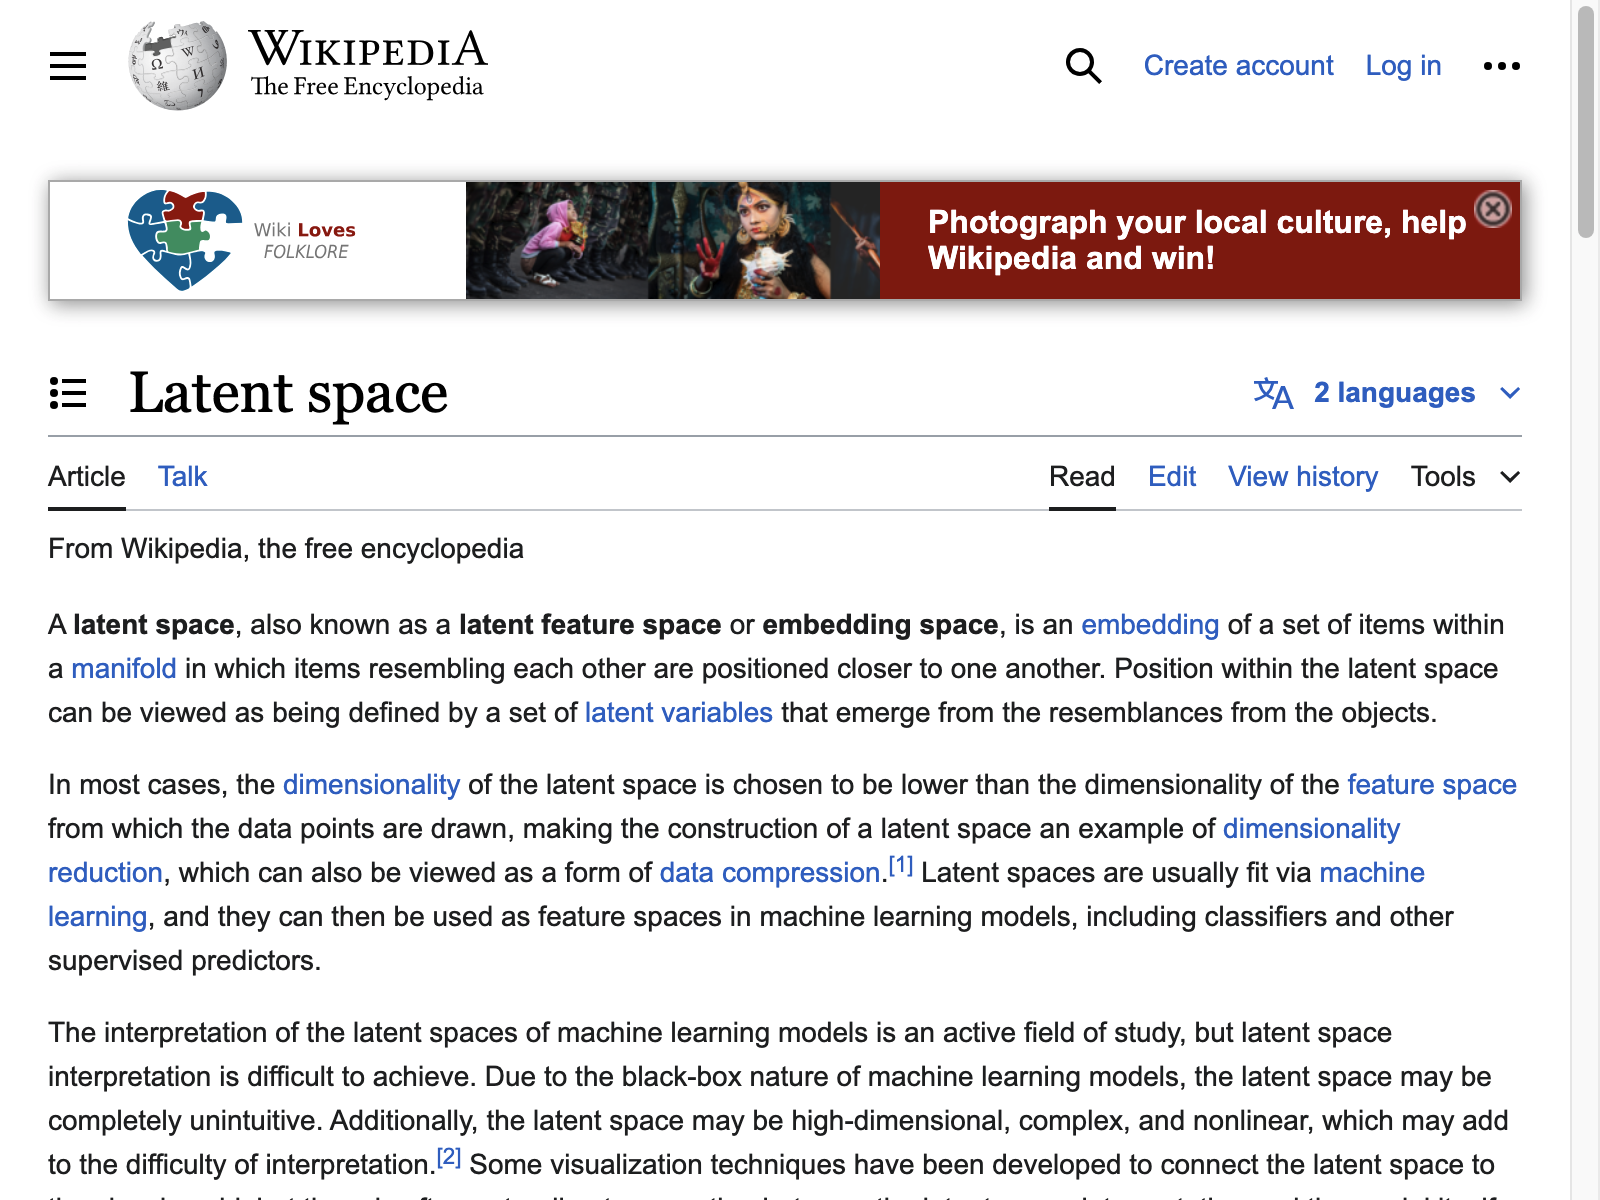 WIKIPEDIA
The Free Encyclopedia
Create account
Log in
Wiki Loves
FOLKLORE
Photograph your local culture, help
Wikipedia and win!
Latent space
2 languages
Article
Talk
Read
Edit
View history
Tools
From Wikipedia, the free encyclopedia
A latent space, also known as a latent feature space or embedding space, is an embedding of a set of items within
a manifold in which items resembling each other are positioned closer to one another. Position within the latent space
can be viewed as being defined by a set of latent variables that emerge from the resemblances from the objects.
In most cases, the dimensionality of the latent space is chosen to be lower than the dimensionality of the feature space
from which the data points are drawn, making the construction of a latent space an example of dimensionality
reduction, which can also be viewed as a form of data compression.[1] Latent spaces are usually fit via machine
learning, and they can then be used as feature spaces in machine learning models, including classifiers and other
supervised predictors.
The interpretation of the latent spaces of machine learning models is an active field of study, but latent space
interpretation is difficult to achieve. Due to the black-box nature of machine learning models, the latent space may be
completely unintuitive. Additionally, the latent space may be high-dimensional, complex, and nonlinear, which may add
to the difficulty of interpretation.[2] Some visualization techniques have been developed to connect the latent space to